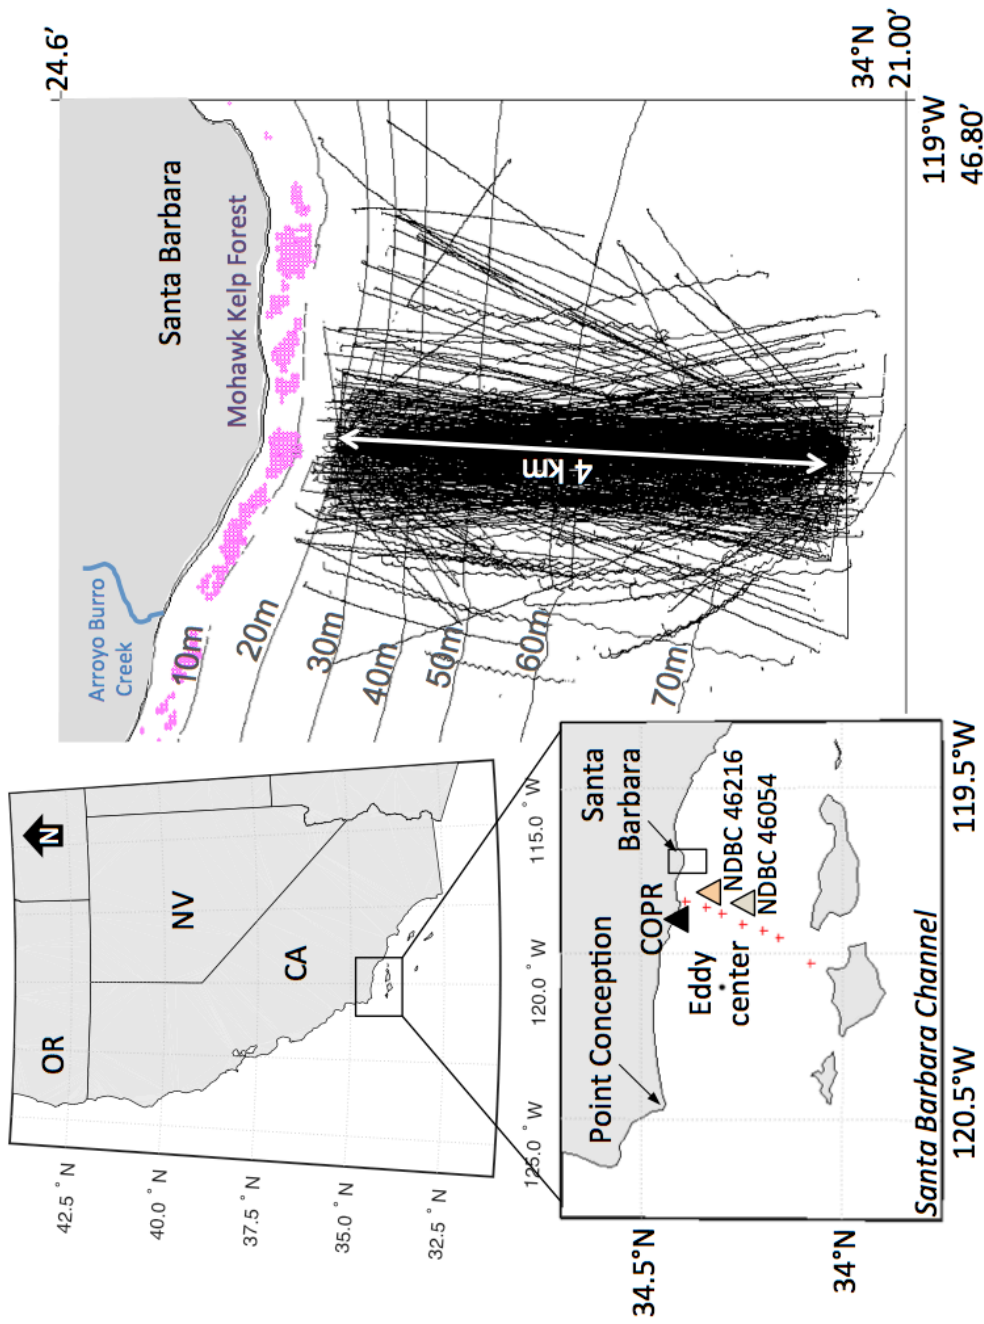 N
OR
NV
CA
42.5° N
40.0° N
37.5° N
35.0° N
32.5° N
125.0° W
120.0° W
115.0° W
Point Conception
COPR
Santa
Barbara
Eddy
center
NDBC 46216
NDBC 46054
Santa Barbara Channel
34.5°N
34°N
120.5°W
119.5°W
Arroyo Burro
Creek
Santa Barbara
Mohawk Kelp Forest
10m
20m
30m
40m
50m
60m
70m
4 km
24.6′
34°N
21.00′
119°W
46.80′